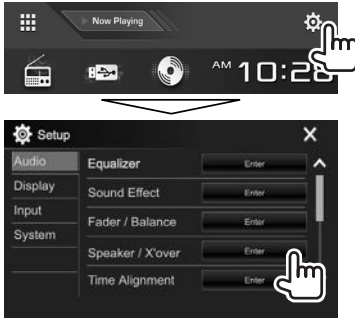 Now Playing
AM 10:28
Setup
Audio
Equalizer Enter
Display
Sound Effect Enter
Input
Fader / Balance Enter
System
Speaker / X'over Enter
Time Alignment Enter